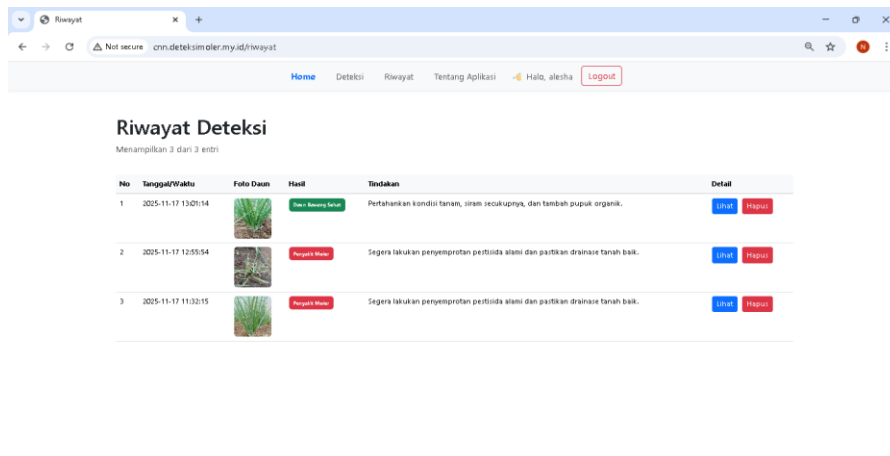 Riwayat
Not secure cnn.deteksimoler.my.id/riwayat
N
Home Deteksi Riwayat Tentang Aplikasi Halo, alesha Logout
Riwayat Deteksi
Menampilkan 3 dari 3 entri
No Tanggal/Waktu Foto Daun Hasil Tindakan Detail
1 2025-11-17 13:01:14 Daun Bawang Sehat Pertahankan kondisi tanam, siram secukupnya, dan tambah pupuk organik. Lihat Hapus
2 2025-11-17 12:55:54 Penyakit Moler Segera lakukan penyemprotan pestisida alami dan pastikan drainase tanah baik. Lihat Hapus
3 2025-11-17 11:32:15 Penyakit Moler Segera lakukan penyemprotan pestisida alami dan pastikan drainase tanah baik. Lihat Hapus